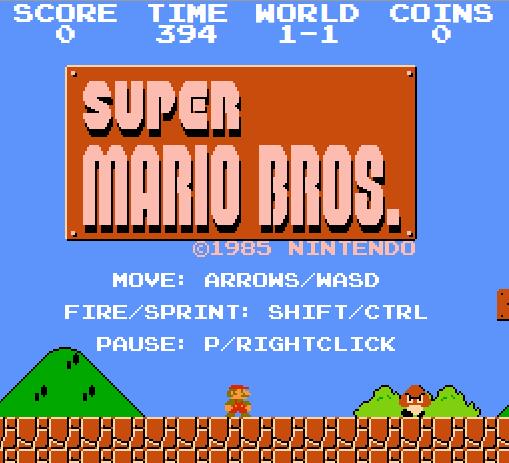 SCORE TIME WORLD COINS
0 394 1-1 0
SUPER
MARIO BROS.
©1985 NINTENDO
MOVE: ARROWS/WASD
FIRE/SPRINT: SHIFT/CTRL
PAUSE: P/RIGHTCLICK